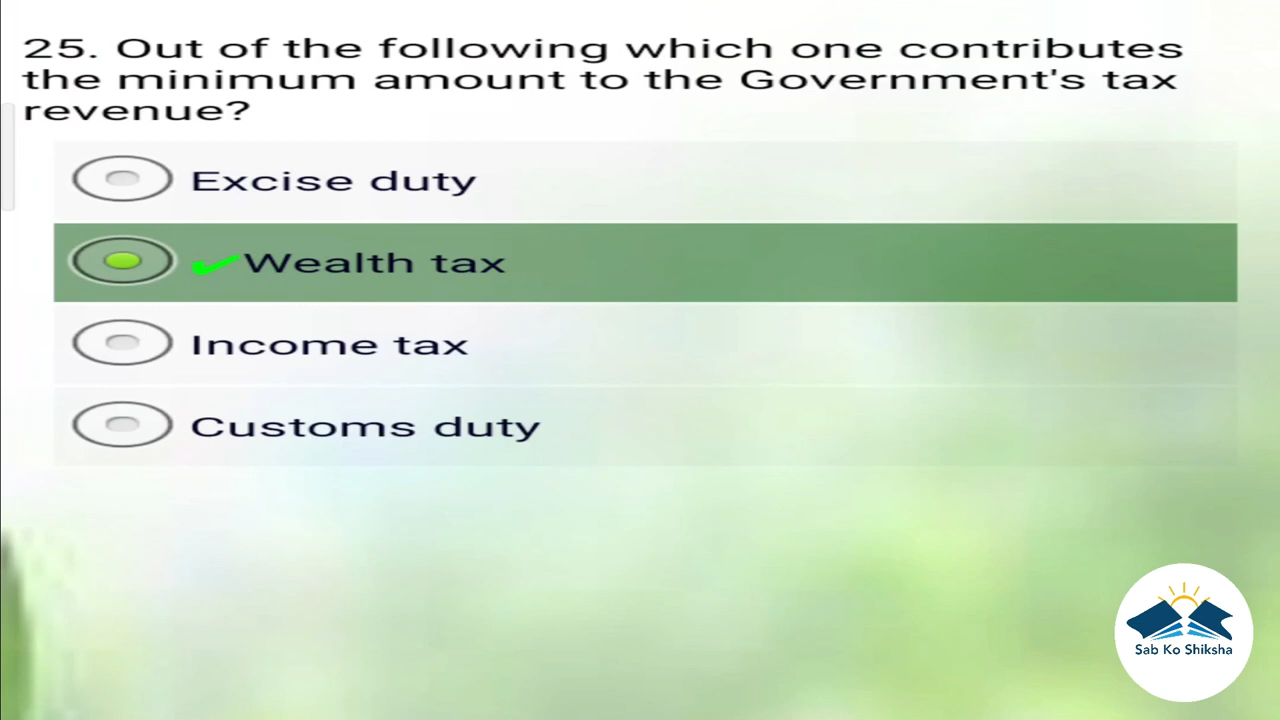 25. Out of the following which one contributes
the minimum amount to the Government's tax
revenue?
Excise duty
Wealth tax
Income tax
Customs duty
Sab Ko Shiksha